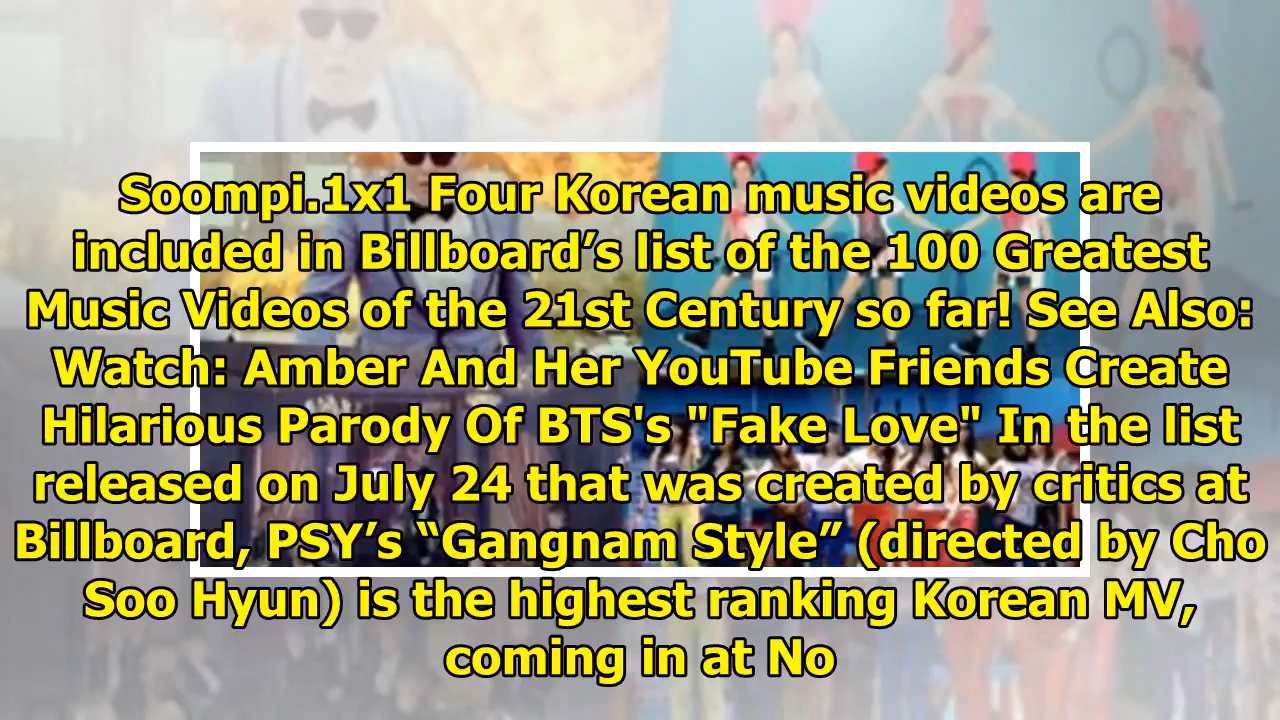 Soompi.1x1 Four Korean music videos are
included in Billboard’s list of the 100 Greatest
Music Videos of the 21st Century so far! See Also:
Watch: Amber And Her YouTube Friends Create
Hilarious Parody Of BTS's "Fake Love" In the list
released on July 24 that was created by critics at
Billboard, PSY’s “Gangnam Style” (directed by Cho
Soo Hyun) is the highest ranking Korean MV,
coming in at No